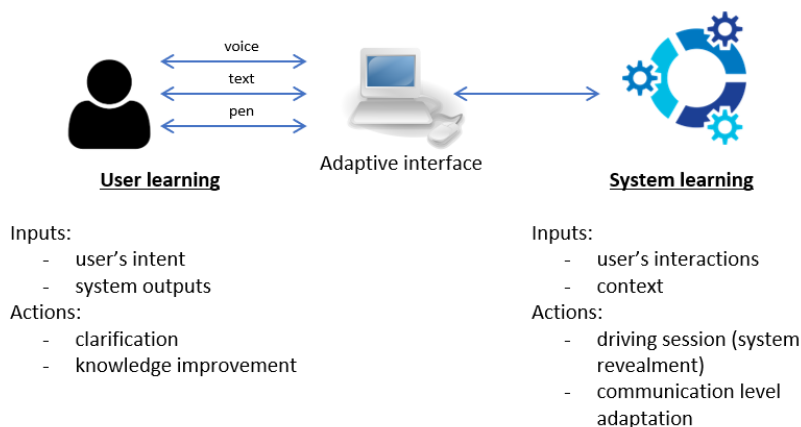 voice
text
pen
Adaptive interface
User learning
System learning
Inputs:
- user's intent
- system outputs
Actions:
- clarification
- knowledge improvement
Inputs:
- user's interactions
- context
Actions:
- driving session (system
revealment)
- communication level
adaptation